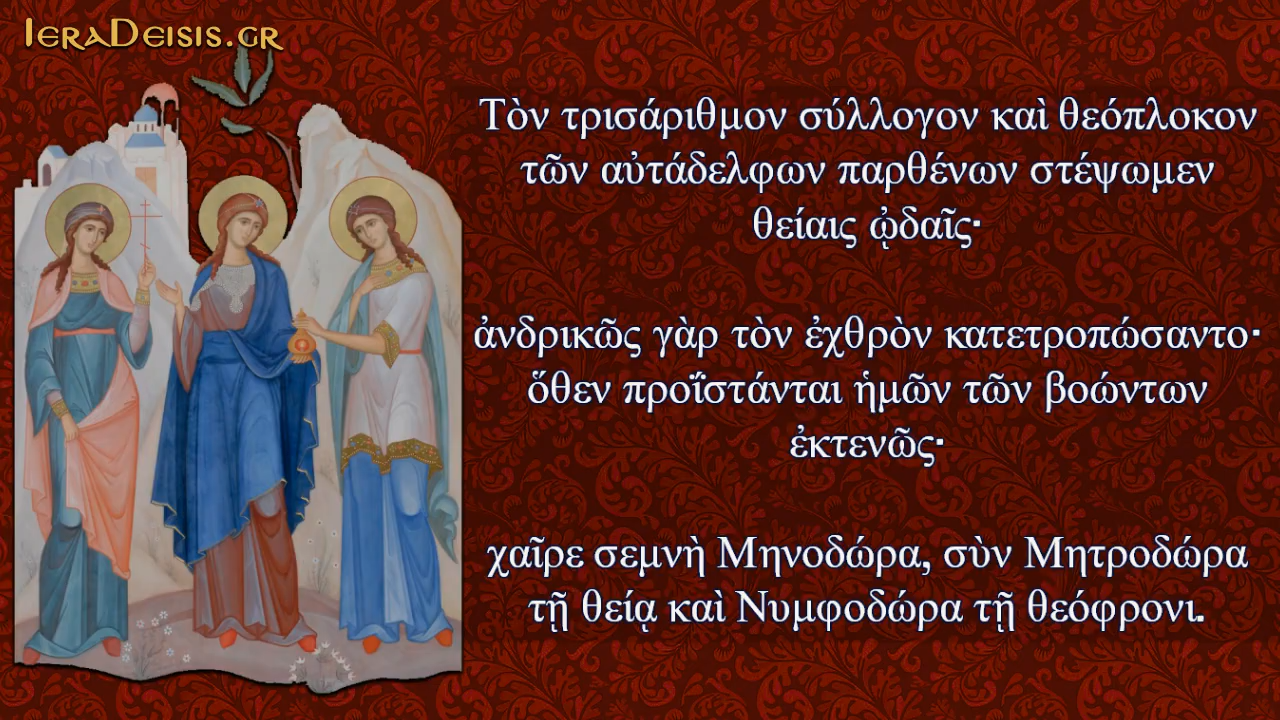 IeraDeisis.gr
Τὸν τρισάριθμον σύλλογον καὶ θεόπλοκον
τῶν αὐτάδελφων παρθένων στέψωμεν
θείαις ᾠδαῖς·
ἀνδρικῶς γὰρ τὸν ἐχθρὸν κατετροπώσαντο·
ὅθεν προΐστάνται ἡμῶν τῶν βοώντων
ἐκτενῶς·
χαῖρε σεμνὴ Μηνοδώρα, σὺν Μητροδώρα
τῇ θείᾳ καὶ Νυμφοδώρα τῇ θεόφρονι.